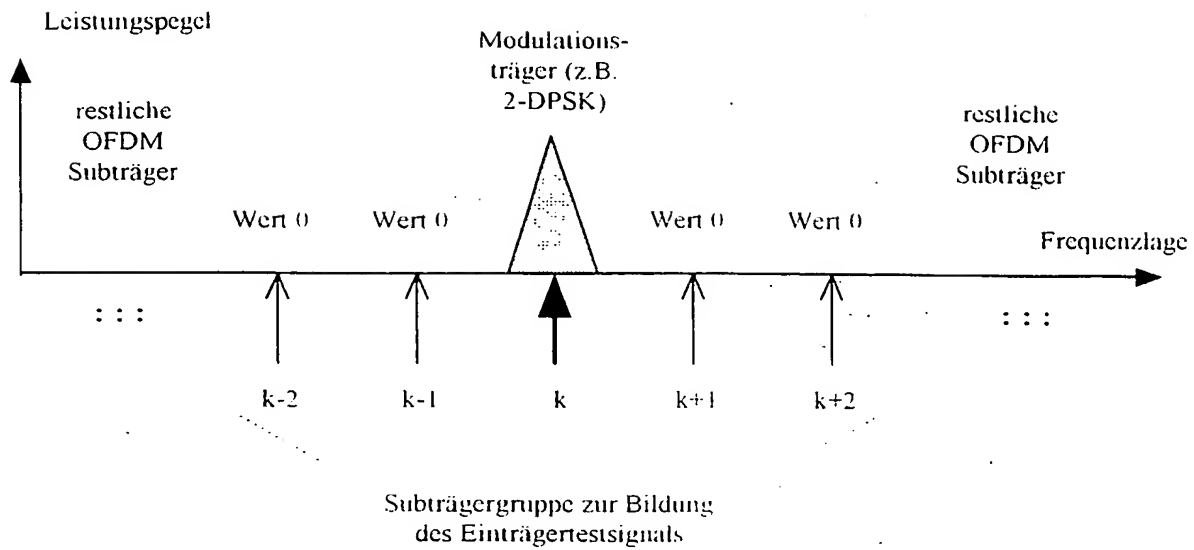 Leistungspegel
Modulations-
träger (z.B.
2-DPSK)
restliche
OFDM
Subträger
restliche
OFDM
Subträger
Wert 0
Wert 0
Wert 0
Wert 0
Frequenzlage
: : :
: : :
k-2
k-1
k
k+1
k+2
Subträgergruppe zur Bildung
des Einträgertestsignals